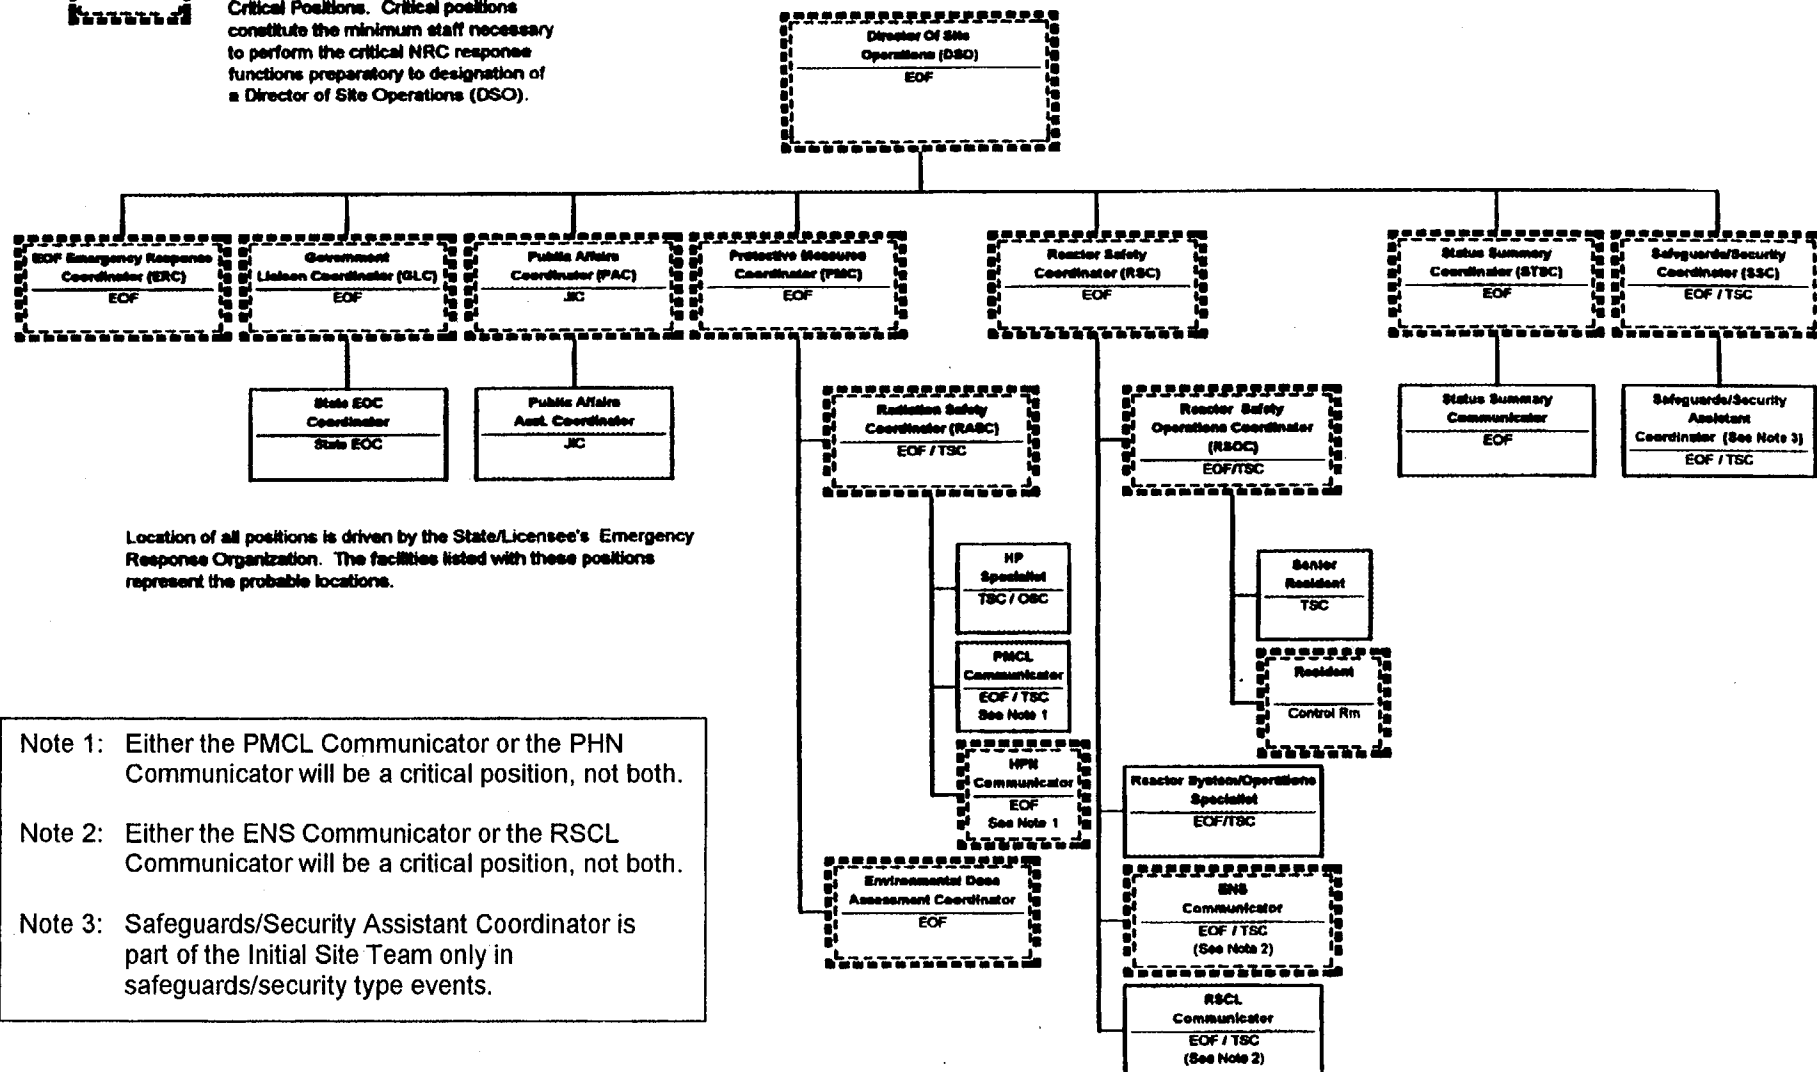 Critical Positions. Critical positions
constitute the minimum staff necessary
to perform the critical NRC response
functions preparatory to designation of
a Director of Site Operations (DSO).
Director Of Site
Operations (DSO)
EOF
EOF Emergency Response
Coordinator (ERC)
EOF
Government
Liaison Coordinator (GLC)
EOF
Public Affairs
Coordinator (PAC)
JIC
Protective Measure
Coordinator (PMC)
EOF
Reactor Safety
Coordinator (RSC)
EOF
Status Summary
Coordinator (STSC)
EOF
Safeguards/Security
Coordinator (SSC)
EOF / TSC
State EOC
Coordinator
State EOC
Public Affairs
Asst. Coordinator
JIC
Radiation Safety
Coordinator (RASC)
EOF / TSC
Reactor Safety
Operations Coordinator
(RSOC)
EOF/TSC
Status Summary
Communicator
EOF
Safeguards/Security
Assistant
Coordinator (See Note 3)
EOF / TSC
Location of all positions is driven by the State/Licensee's Emergency
Response Organization. The facilities listed with these positions
represent the probable locations.
HP
Specialist
TSC / OSC
PMCL
Communicator
EOF / TSC
See Note 1
HPN
Communicator
EOF
See Note 1
Environmental Dose
Assessment Coordinator
EOF
Senior
Resident
TSC
Resident
Control Rm
Reactor System/Operations
Specialist
EOF/TSC
ENS
Communicator
EOF / TSC
(See Note 2)
RSCL
Communicator
EOF / TSC
(See Note 2)
Note 1: Either the PMCL Communicator or the PHN
Communicator will be a critical position, not both.
Note 2: Either the ENS Communicator or the RSCL
Communicator will be a critical position, not both.
Note 3: Safeguards/Security Assistant Coordinator is
part of the Initial Site Team only in
safeguards/security type events.